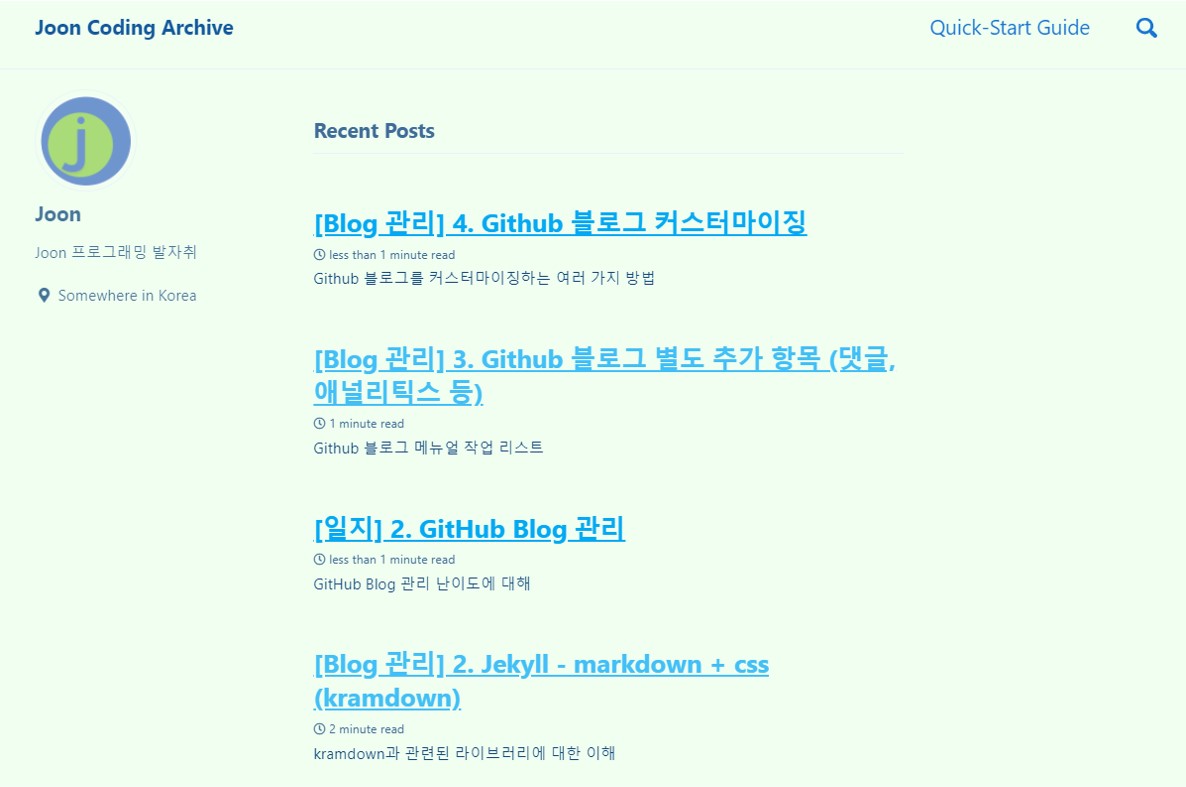 Joon Coding Archive
Quick-Start Guide
j
Joon
Joon 프로그래밍 발자취
Somewhere in Korea
Recent Posts
[Blog 관리] 4. Github 블로그 커스터마이징
less than 1 minute read
Github 블로그를 커스터마이징하는 여러 가지 방법
[Blog 관리] 3. Github 블로그 별도 추가 항목 (댓글,
애널리틱스 등)
1 minute read
Github 블로그 메뉴얼 작업 리스트
[일지] 2. GitHub Blog 관리
less than 1 minute read
GitHub Blog 관리 난이도에 대해
[Blog 관리] 2. Jekyll - markdown + css
(kramdown)
2 minute read
kramdown과 관련된 라이브러리에 대한 이해